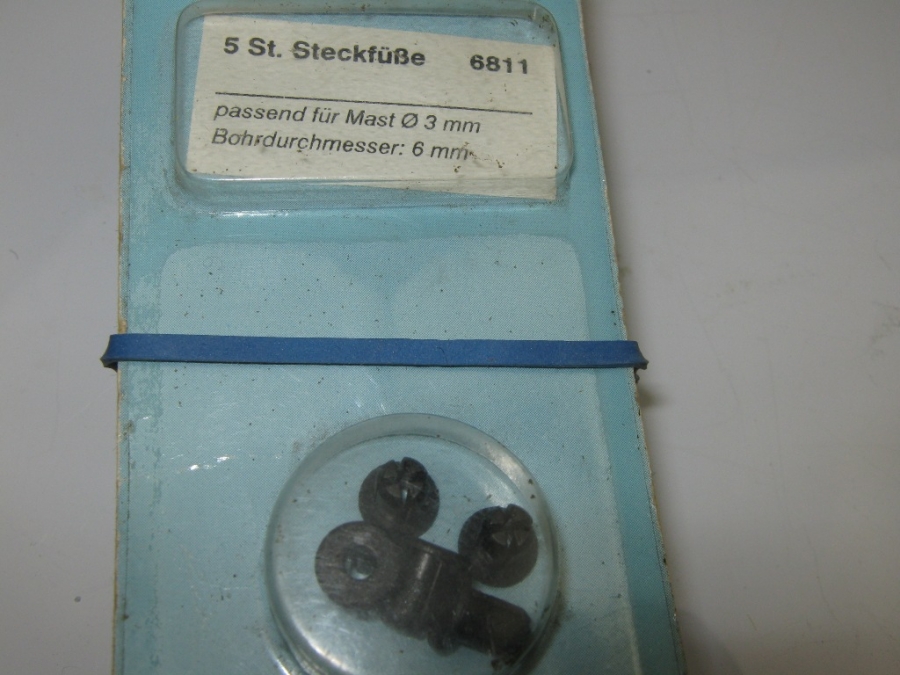 5 St. Steckfüße 6811
passend für Mast Ø 3 mm
Bohrdurchmesser: 6 mm